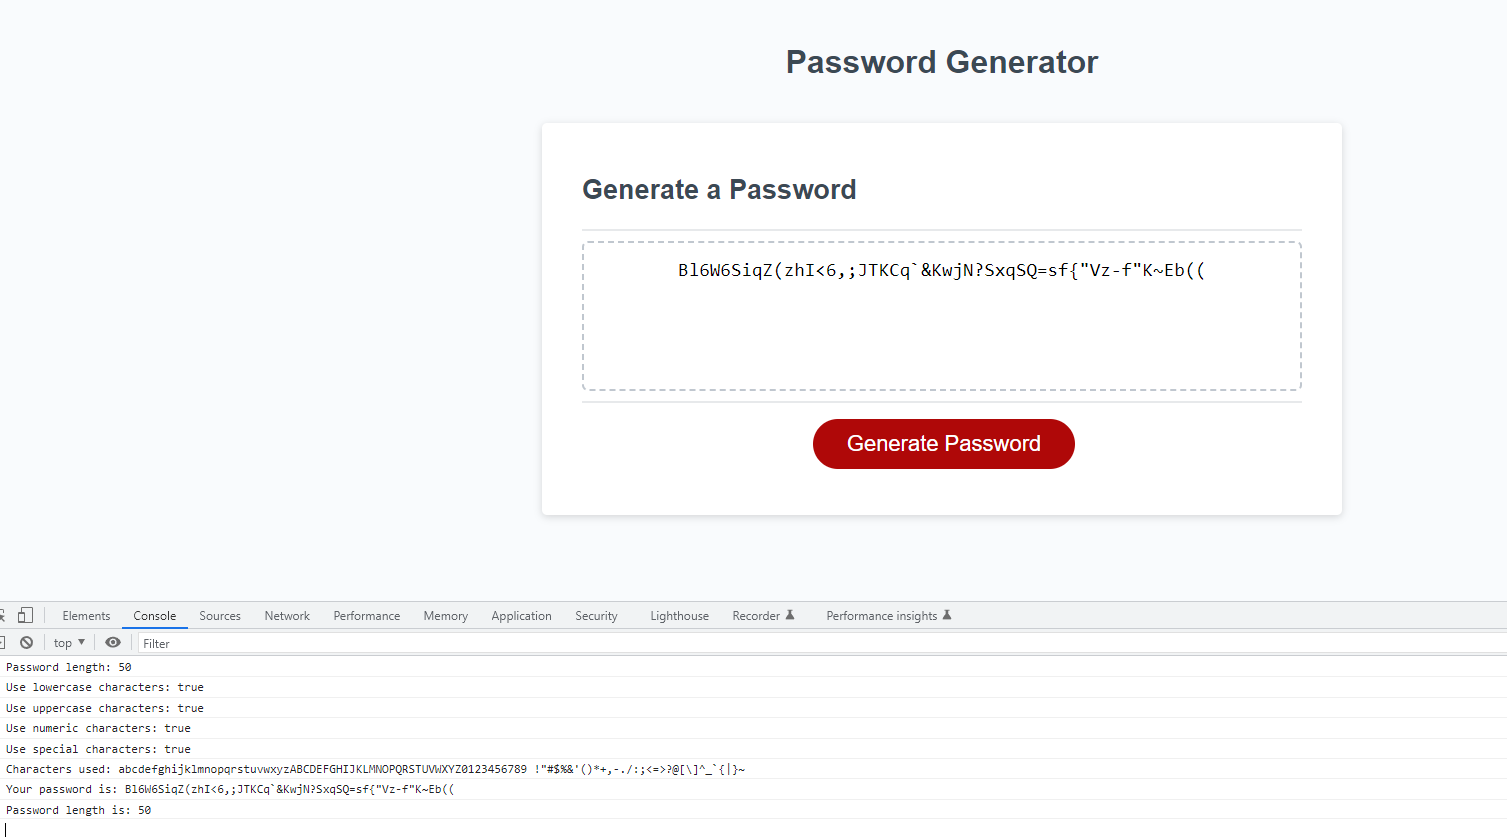 Password Generator
Generate a Password
Bl6W6SiqZ(zhI<6,;JTKCq`&KwjN?SxqSQ=sf{"Vz-f"K~Eb((
Generate Password
Elements Console Sources Network Performance Memory Application Security Lighthouse Recorder Performance insights
top Filter
Password length: 50
Use lowercase characters: true
Use uppercase characters: true
Use numeric characters: true
Use special characters: true
Characters used: abcdefghijklmnopqrstuvwxyzABCDEFGHIJKLMNOPQRSTUVWXYZ0123456789 !"#$%&'()*+,-./:;<=>?@[\]^_`{|}~
Your password is: Bl6W6SiqZ(zhI<6,;JTKCq`&KwjN?SxqSQ=sf{"Vz-f"K~Eb((
Password length is: 50